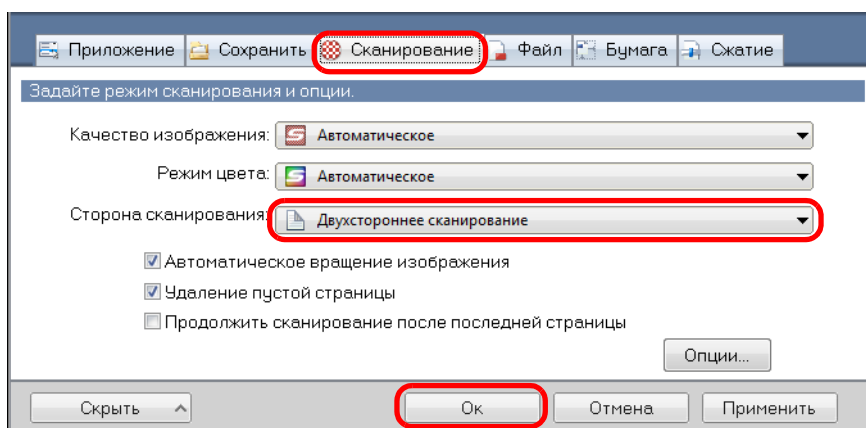 Приложение Сохранить Сканирование Файл Бумага Сжатие
Задайте режим сканирования и опции.
Качество изображения: Автоматическое
Режим цвета: Автоматическое
Сторона сканирования: Двухстороннее сканирование
Автоматическое вращение изображения
Удаление пустой страницы
Продолжить сканирование после последней страницы
Опции...
Скрыть Ок Отмена Применить